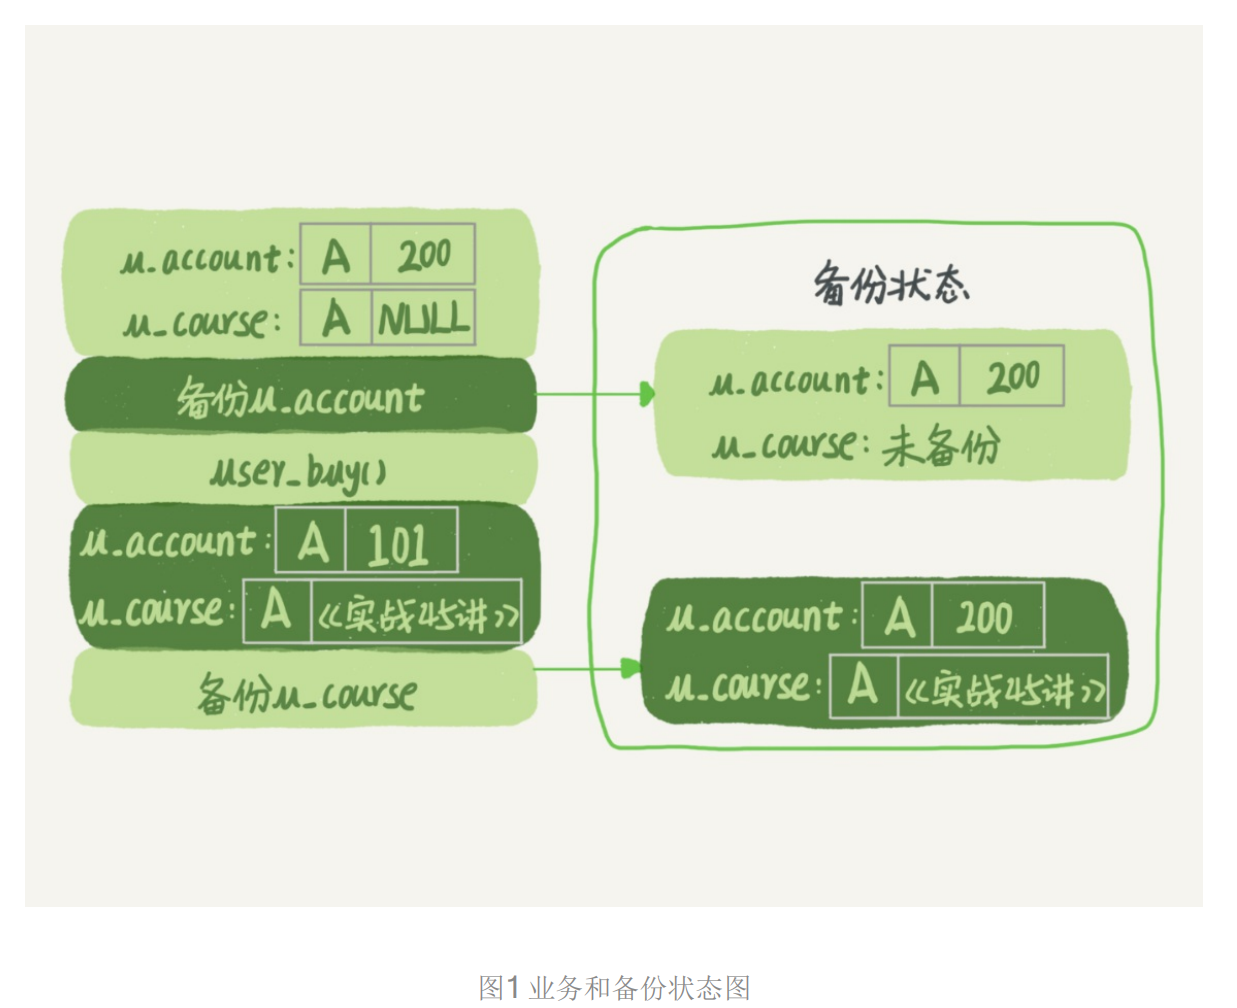 u_account: A 200
u_course: A NULL
备份u_account
user_buy()
u_account: A 101
u_course: A 《实战45讲》
备份u_course
备份状态
u_account: A 200
u_course: 未备份
u_account: A 200
u_course: A 《实战45讲》
图1 业务和备份状态图